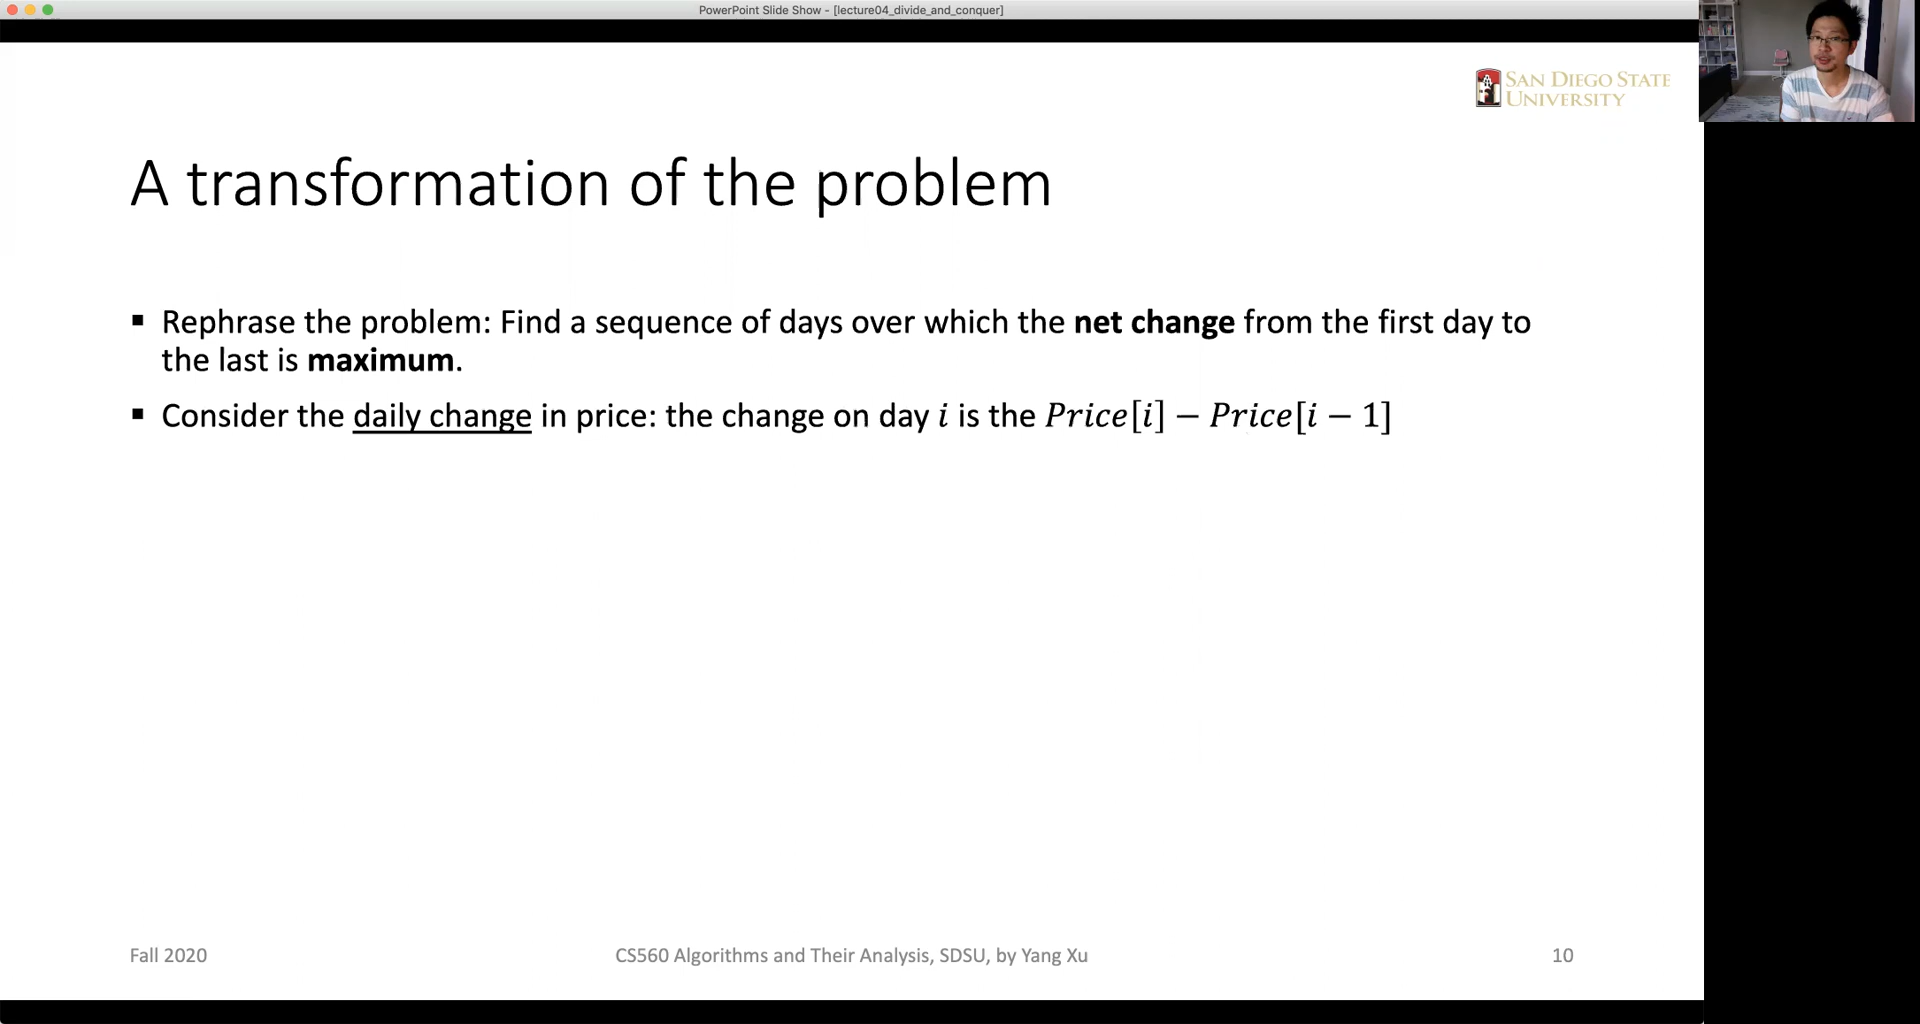 PowerPoint Slide Show - [lecture04_divide_and_conquer]
SAN DIEGO STATE
UNIVERSITY
A transformation of the problem
▪ Rephrase the problem: Find a sequence of days over which the net change from the first day to
the last is maximum.
▪ Consider the daily change in price: the change on day i is the Price[i] − Price[i − 1]
Fall 2020
CS560 Algorithms and Their Analysis, SDSU, by Yang Xu
10